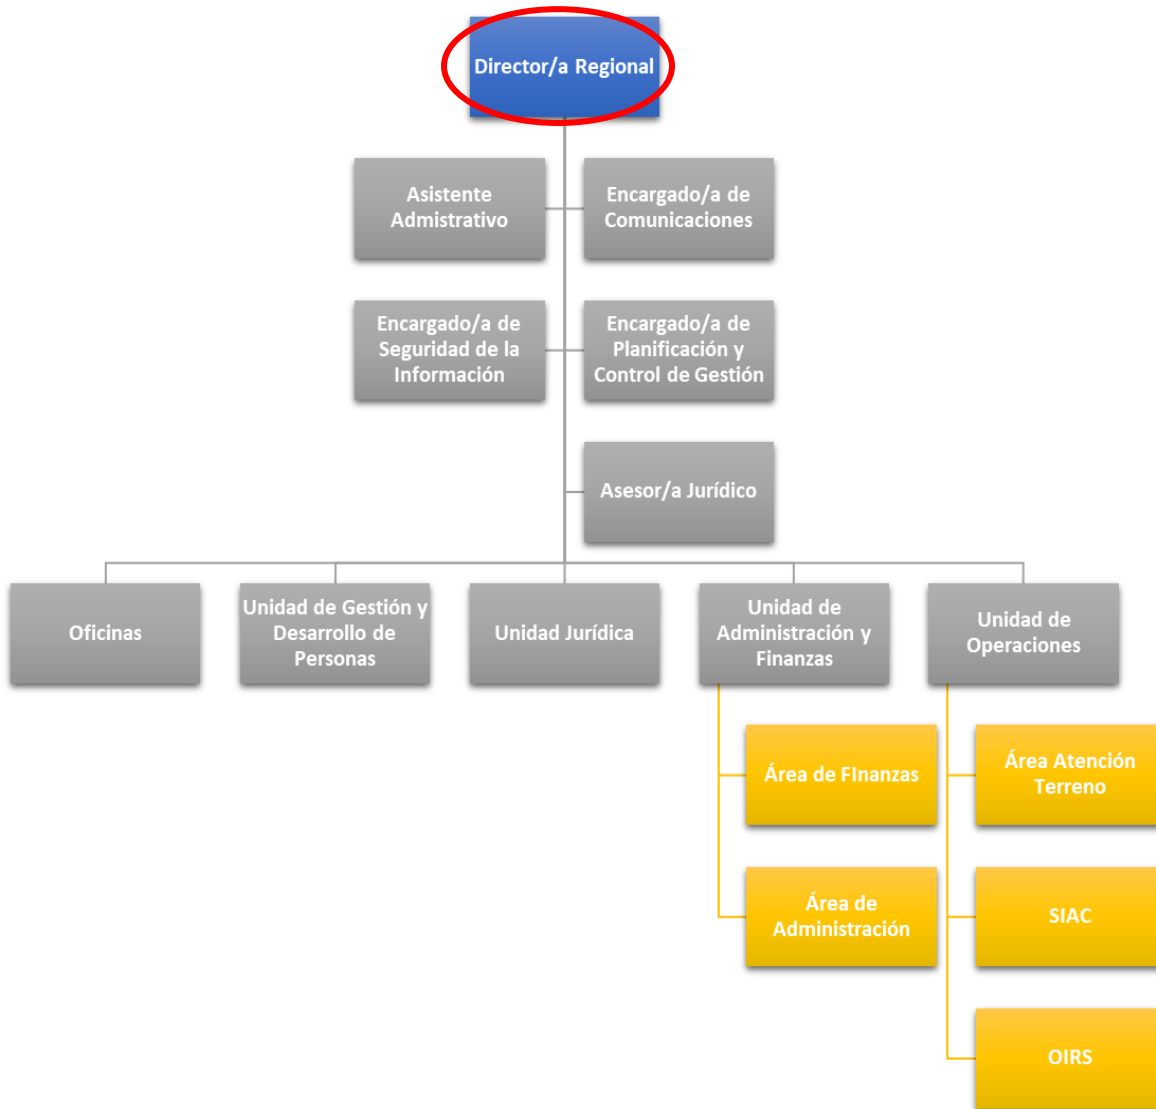 Director/a Regional
Asistente
Admistrativo
Encargado/a de
Comunicaciones
Encargado/a de
Seguridad de la
Información
Encargado/a de
Planificación y
Control de Gestión
Asesor/a Jurídico
Oficinas
Unidad de Gestión y
Desarrollo de
Personas
Unidad Jurídica
Unidad de
Administración y
Finanzas
Unidad de
Operaciones
Área de FInanzas
Área Atención
Terreno
Área de
Administración
SIAC
OIRS